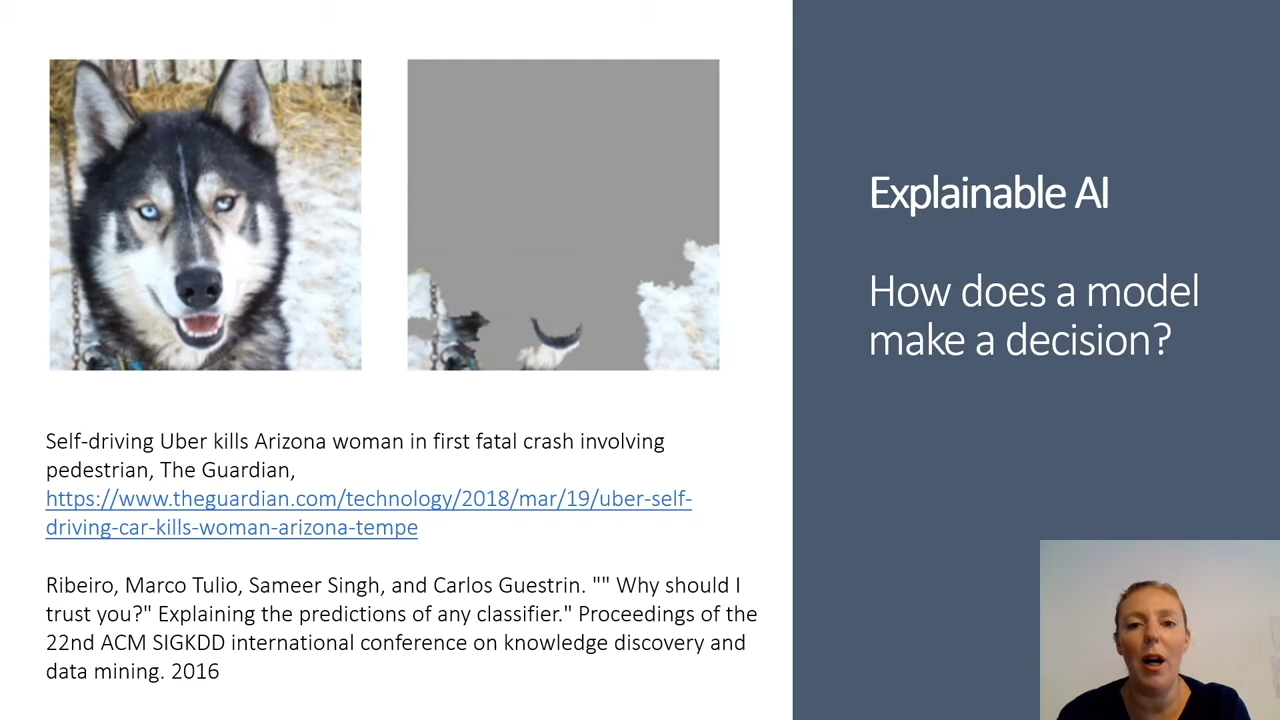 Self-driving Uber kills Arizona woman in first fatal crash involving
pedestrian, The Guardian,
https://www.theguardian.com/technology/2018/mar/19/uber-self-
driving-car-kills-woman-arizona-tempe
Ribeiro, Marco Tulio, Sameer Singh, and Carlos Guestrin. "" Why should I
trust you?" Explaining the predictions of any classifier." Proceedings of the
22nd ACM SIGKDD international conference on knowledge discovery and
data mining. 2016
Explainable AI
How does a model
make a decision?